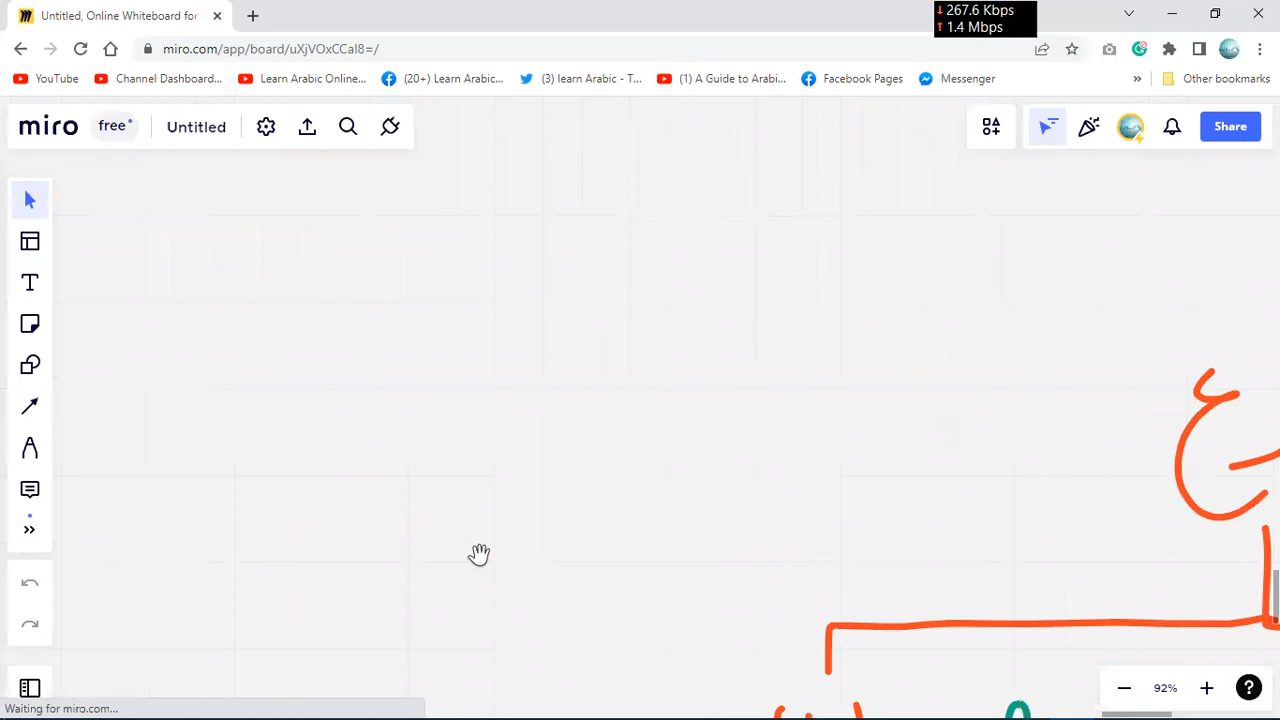 Untitled, Online Whiteboard for
267.6 Kbps
1.4 Mbps
miro.com/app/board/uXjVOxCCaI8=/
YouTube
Channel Dashboard...
Learn Arabic Online...
(20+) Learn Arabic...
(3) learn Arabic - T...
(1) A Guide to Arabi...
Facebook Pages
Messenger
»
Other bookmarks
miro
free
Untitled
Share
92%
Waiting for miro.com...